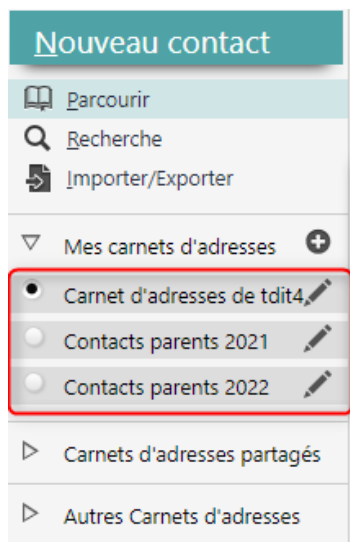 Nouveau contact
Parcourir
Recherche
Importer/Exporter
Mes carnets d'adresses
Carnet d'adresses de tdit4
Contacts parents 2021
Contacts parents 2022
Carnets d'adresses partagés
Autres Carnets d'adresses